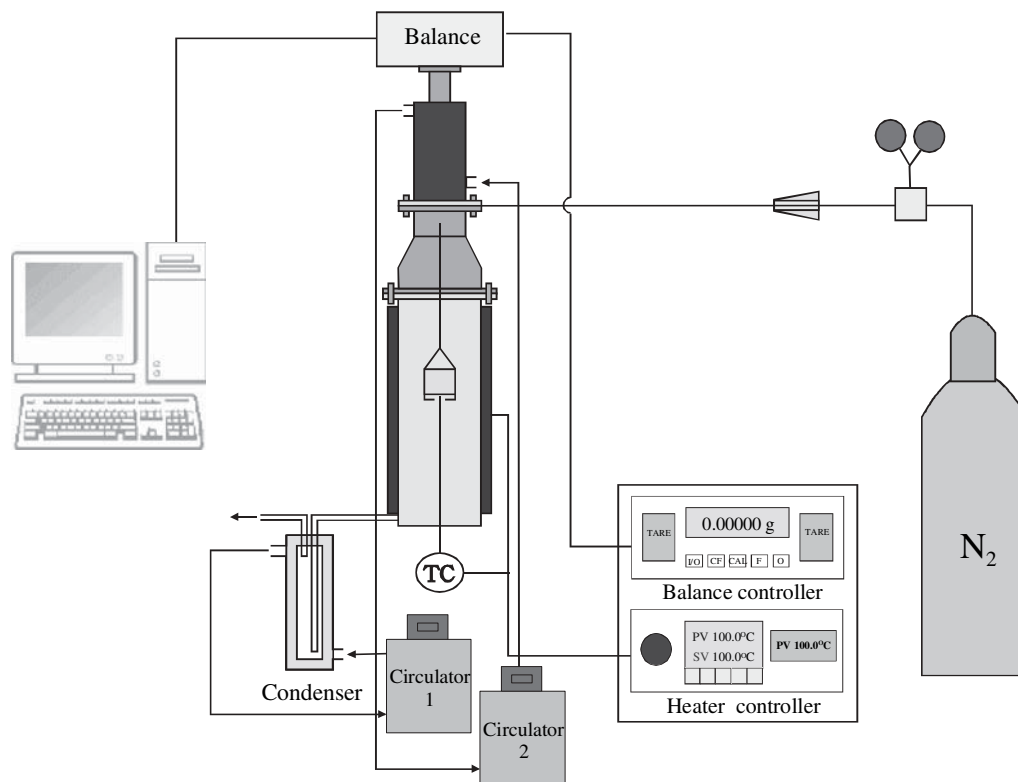 Balance
N2
TC
0.00000 g
TARE
TARE
I/O CF CAL F O
Balance controller
PV 100.0°C
SV 100.0°C
PV 100.0°C
Heater controller
Condenser
Circulator
1
Circulator
2